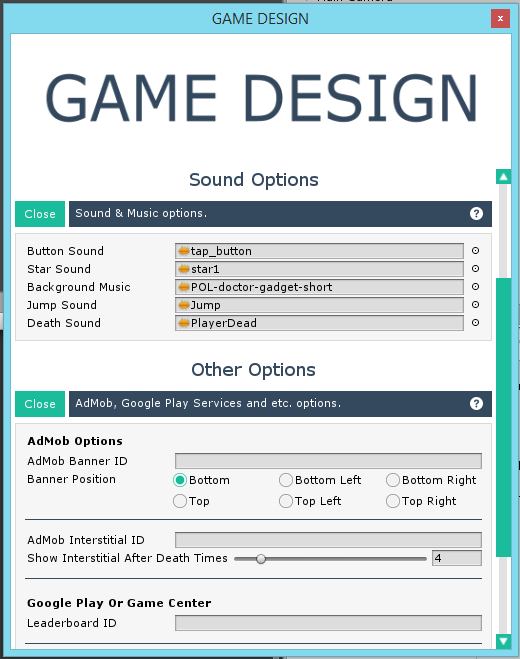 GAME DESIGN
x
GAME DESIGN
Sound Options
Close Sound & Music options. ?
Button Sound tap_button
Star Sound star1
Background Music POL-doctor-gadget-short
Jump Sound Jump
Death Sound PlayerDead
Other Options
Close AdMob, Google Play Services and etc. options. ?
AdMob Options
AdMob Banner ID
Banner Position Bottom Bottom Left Bottom Right
Top Top Left Top Right
AdMob Interstitial ID
Show Interstitial After Death Times 4
Google Play Or Game Center
Leaderboard ID